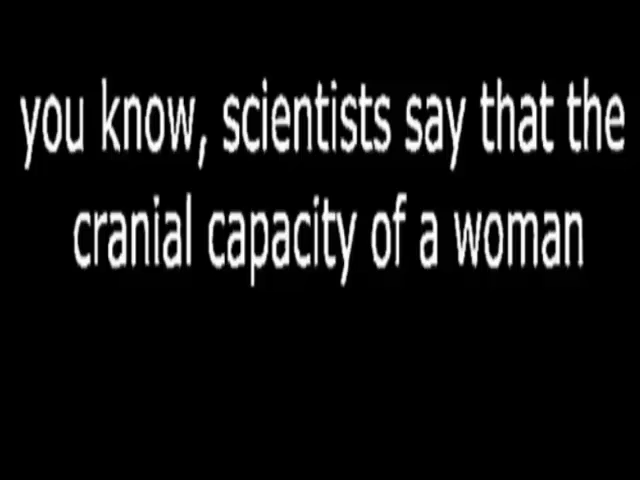 you know, scientists say that the
cranial capacity of a woman